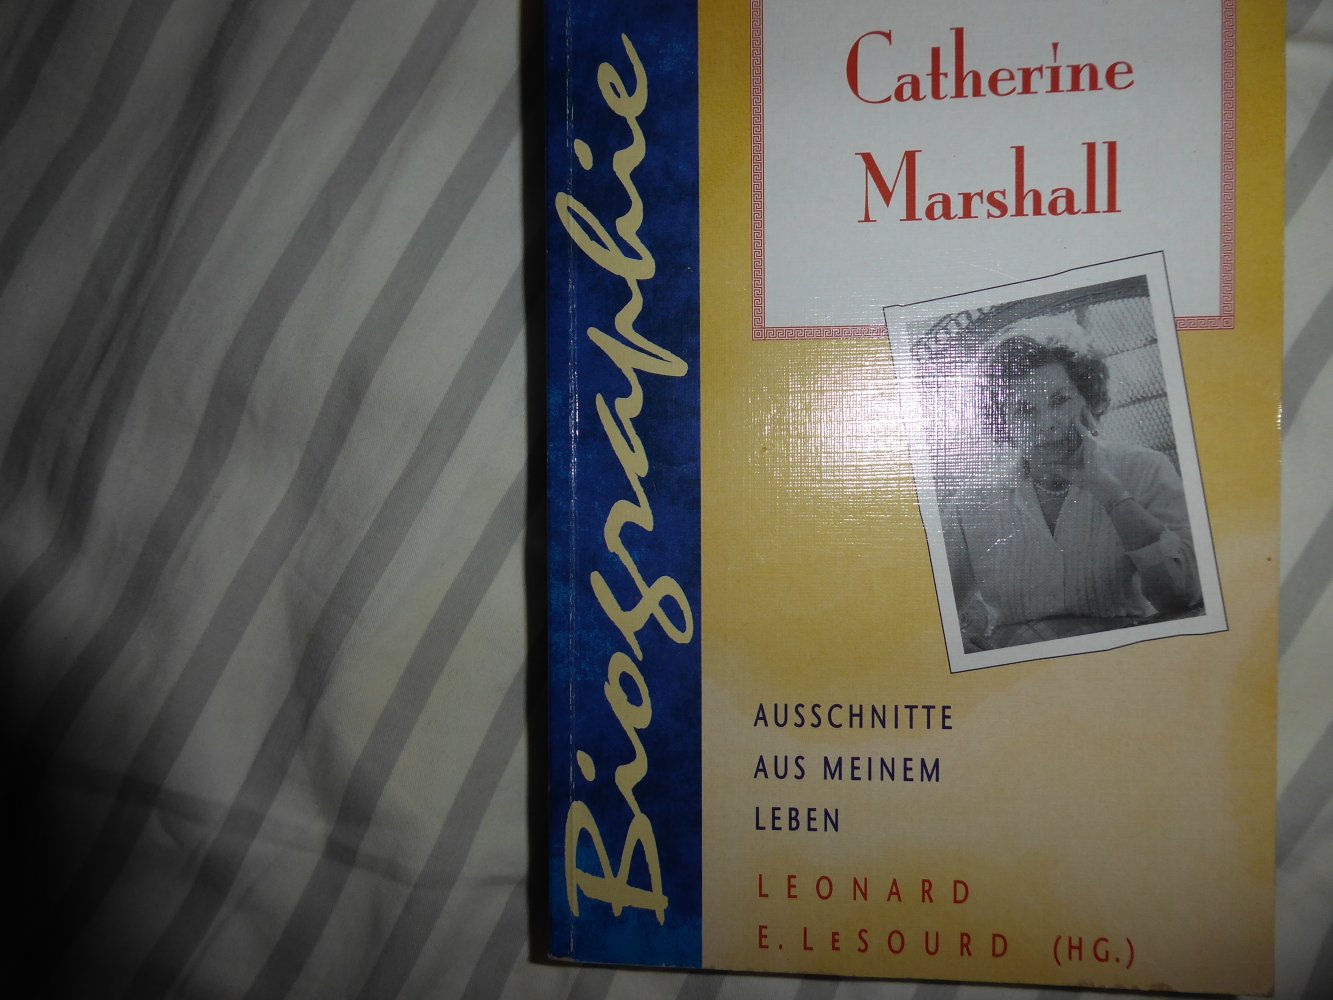 Biographie
Catherine
Marshall
AUSSCHNITTE
AUS MEINEM
LEBEN
LEONARD
E. LESOURD (HG.)